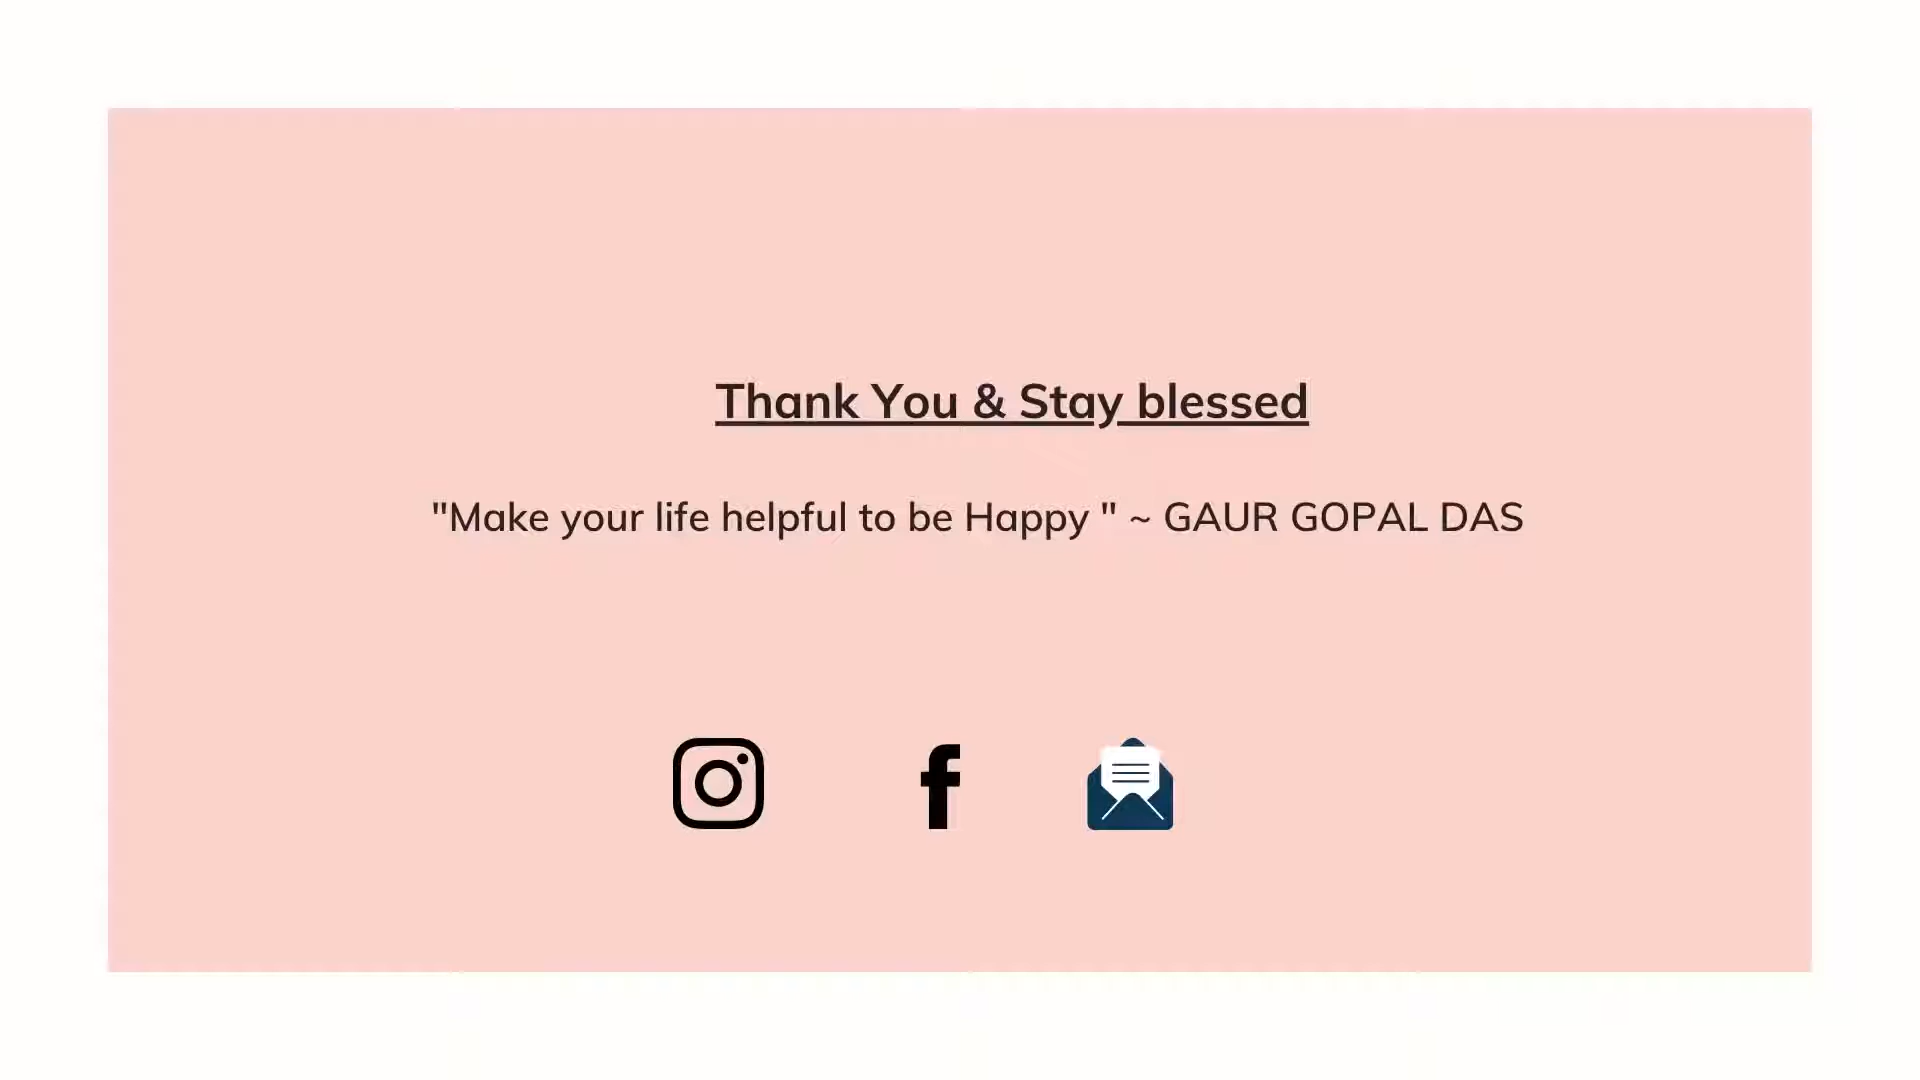 Thank You & Stay blessed
"Make your life helpful to be Happy " ~ GAUR GOPAL DAS